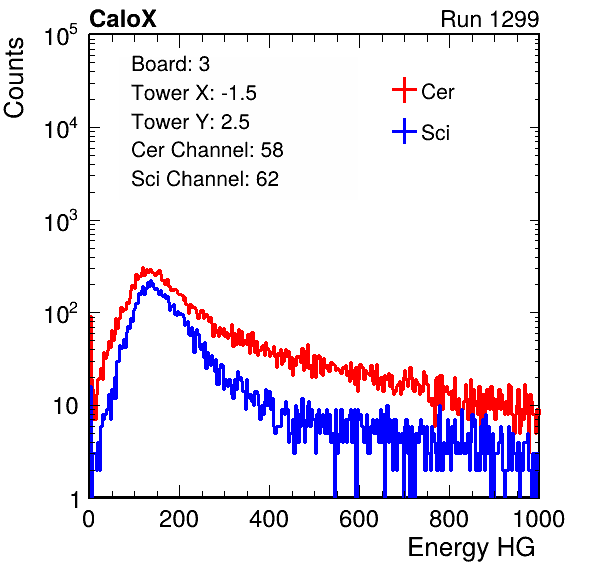 CaloX Run 1299
Counts
10^5
10^4
10^3
10^2
10
1
Board: 3
Tower X: -1.5
Tower Y: 2.5
Cer Channel: 58
Sci Channel: 62
Cer
Sci
0 200 400 600 800 1000
Energy HG